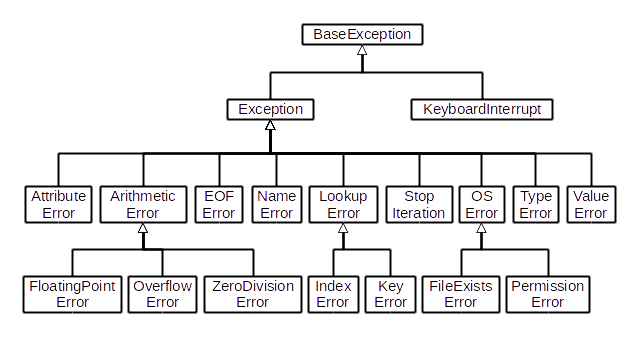 BaseException
Exception
KeyboardInterrupt
Attribute
Error
Arithmetic
Error
EOF
Error
Name
Error
Lookup
Error
Stop
Iteration
OS
Error
Type
Error
Value
Error
FloatingPoint
Error
Overflow
Error
ZeroDivision
Error
Index
Error
Key
Error
FileExists
Error
Permission
Error